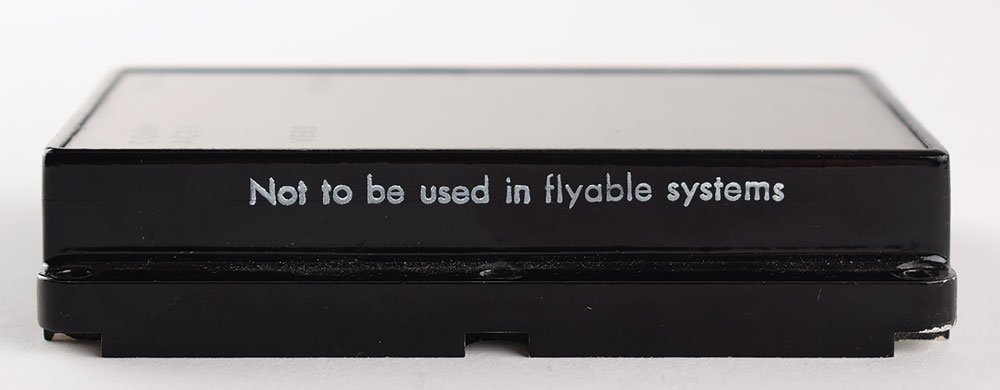 Not to be used in flyable systems